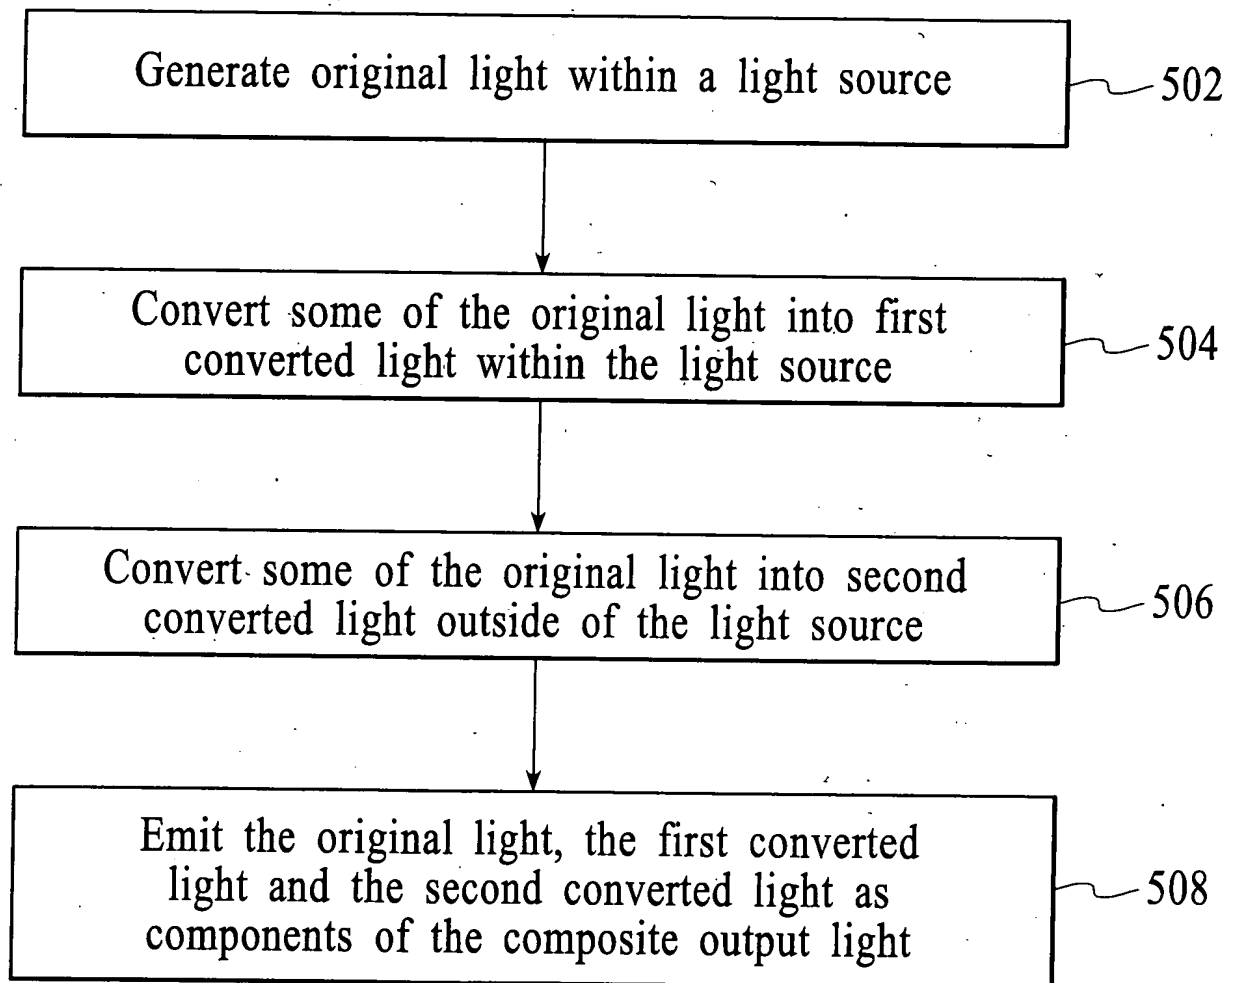 Generate original light within a light source
502
Convert some of the original light into first
converted light within the light source
504
Convert some of the original light into second
converted light outside of the light source
506
Emit the original light, the first converted
light and the second converted light as
components of the composite output light
508